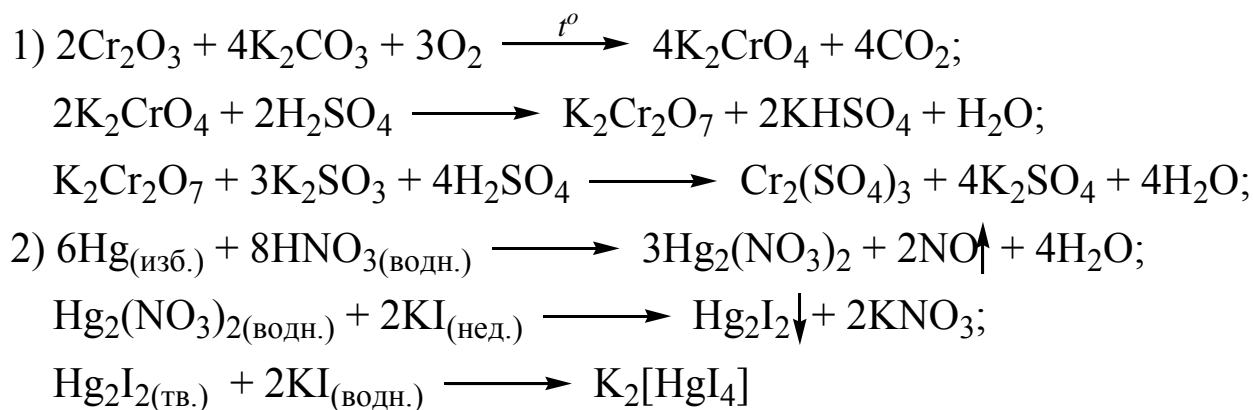 1) 2Cr₂O₃ + 4K₂CO₃ + 3O₂ —tº→ 4K₂CrO₄ + 4CO₂;
2K₂CrO₄ + 2H₂SO₄ → K₂Cr₂O₇ + 2KHSO₄ + H₂O;
K₂Cr₂O₇ + 3K₂SO₃ + 4H₂SO₄ → Cr₂(SO₄)₃ + 4K₂SO₄ + 4H₂O;
2) 6Hg(изб.) + 8HNO₃(водн.) → 3Hg₂(NO₃)₂ + 2NO↑ + 4H₂O;
Hg₂(NO₃)₂(водн.) + 2KI(нед.) → Hg₂I₂↓ + 2KNO₃;
Hg₂I₂(тв.) + 2KI(водн.) → K₂[HgI₄]